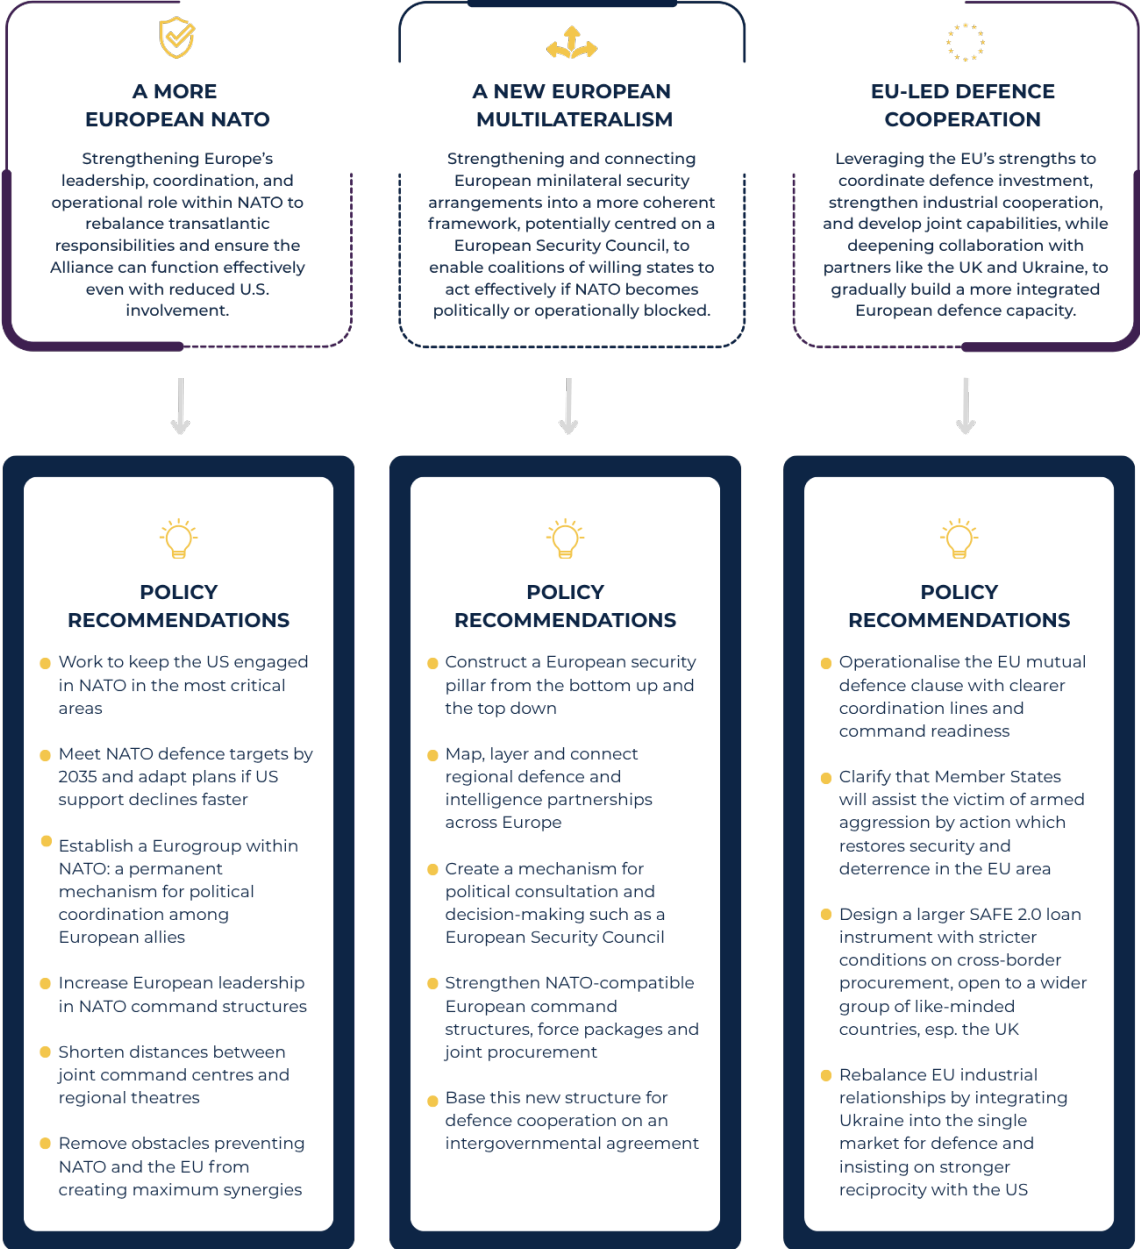 A MORE
EUROPEAN NATO
Strengthening Europe's
leadership, coordination, and
operational role within NATO to
rebalance transatlantic
responsibilities and ensure the
Alliance can function effectively
even with reduced U.S.
involvement.
A NEW EUROPEAN
MULTILATERALISM
Strengthening and connecting
European minilateral security
arrangements into a more coherent
framework, potentially centred on a
European Security Council, to
enable coalitions of willing states to
act effectively if NATO becomes
politically or operationally blocked.
EU-LED DEFENCE
COOPERATION
Leveraging the EU's strengths to
coordinate defence investment,
strengthen industrial cooperation,
and develop joint capabilities, while
deepening collaboration with
partners like the UK and Ukraine, to
gradually build a more integrated
European defence capacity.
POLICY
RECOMMENDATIONS
Work to keep the US engaged
in NATO in the most critical
areas
Meet NATO defence targets by
2035 and adapt plans if US
support declines faster
Establish a Eurogroup within
NATO: a permanent
mechanism for political
coordination among
European allies
Increase European leadership
in NATO command structures
Shorten distances between
joint command centres and
regional theatres
Remove obstacles preventing
NATO and the EU from
creating maximum synergies
POLICY
RECOMMENDATIONS
Construct a European security
pillar from the bottom up and
the top down
Map, layer and connect
regional defence and
intelligence partnerships
across Europe
Create a mechanism for
political consultation and
decision-making such as a
European Security Council
Strengthen NATO-compatible
European command
structures, force packages and
joint procurement
Base this new structure for
defence cooperation on an
intergovernmental agreement
POLICY
RECOMMENDATIONS
Operationalise the EU mutual
defence clause with clearer
coordination lines and
command readiness
Clarify that Member States
will assist the victim of armed
aggression by action which
restores security and
deterrence in the EU area
Design a larger SAFE 2.0 loan
instrument with stricter
conditions on cross-border
procurement, open to a wider
group of like-minded
countries, esp. the UK
Rebalance EU industrial
relationships by integrating
Ukraine into the single
market for defence and
insisting on stronger
reciprocity with the US